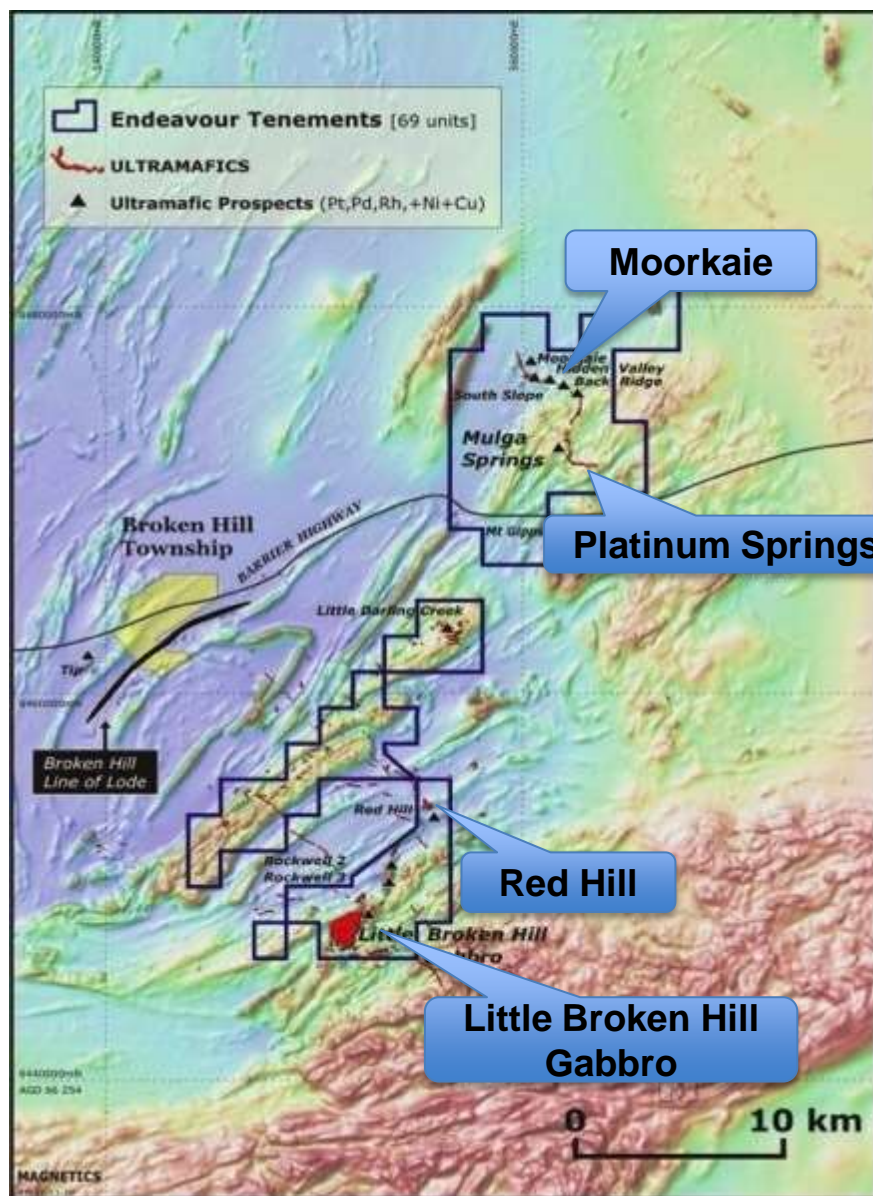 Endeavour Tenements [69 units]
ULTRAMAFICS
Ultramafic Prospects (Pt,Pd,Rh,+Ni+Cu)
Moorkaie
Moorkaie
Hidden Valley
Back Ridge
South Slope
Mulga
Springs
Mt Gipps
Platinum Springs
Broken Hill
Township
BARRIER HIGHWAY
Little Darling Creek
Tip
Broken Hill
Line of Lode
Red Hill
Red Hill
Rockwell 2
Rockwell 3
Little Broken Hill
Little Broken Hill
Gabbro
AGD 66 Z54
0 10 km
MAGNETICS